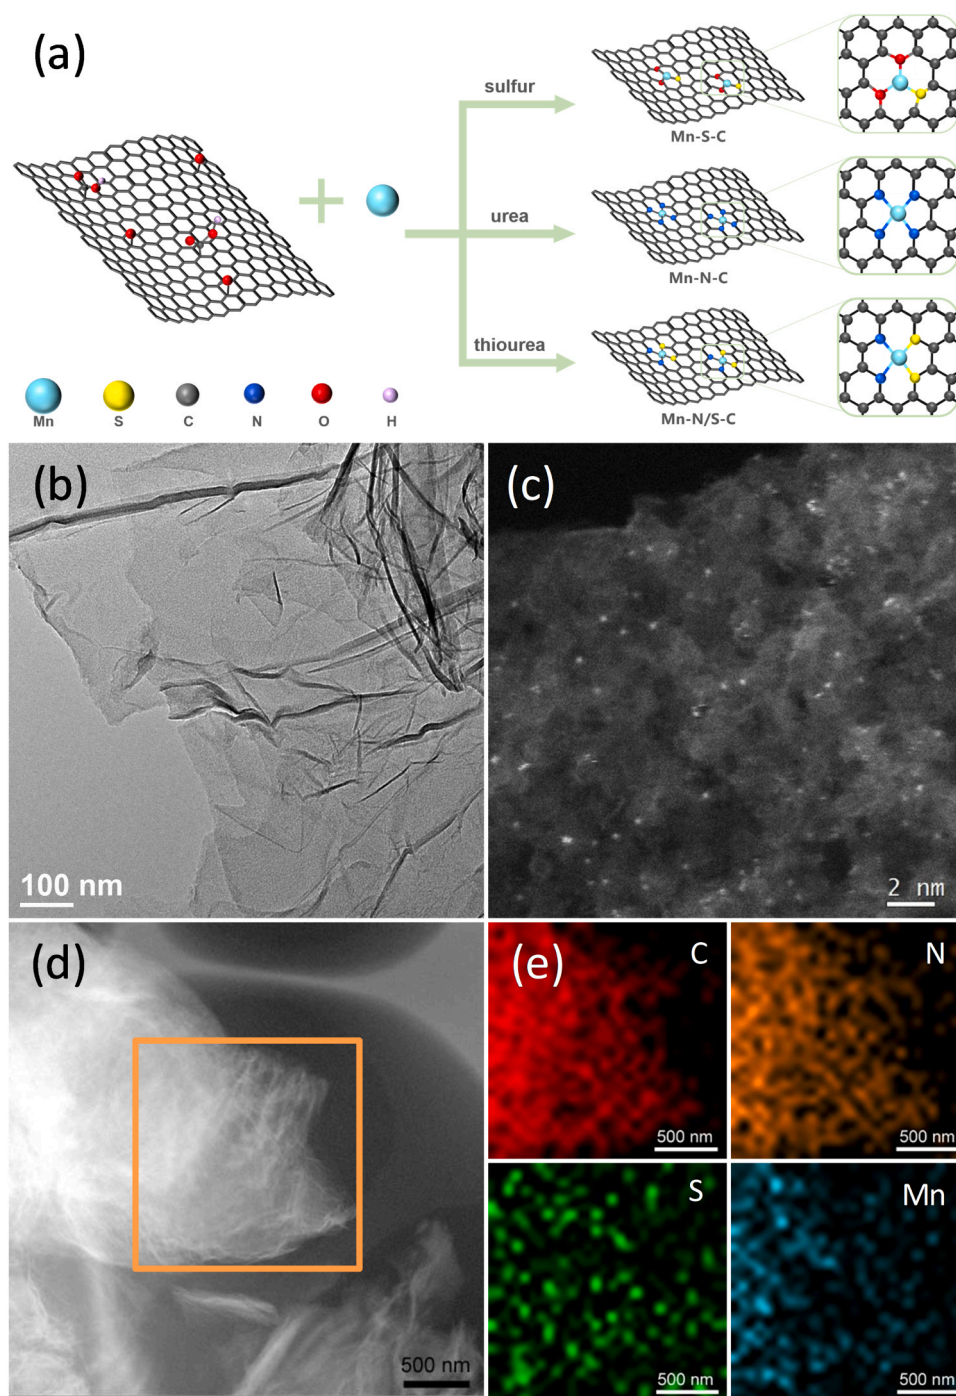 (a)
sulfur
Mn-S-C
urea
Mn-N-C
thiourea
Mn-N/S-C
Mn S C N O H
(b)
100 nm
(c)
2 nm
(d)
500 nm
(e)
C
500 nm
N
500 nm
S
500 nm
Mn
500 nm